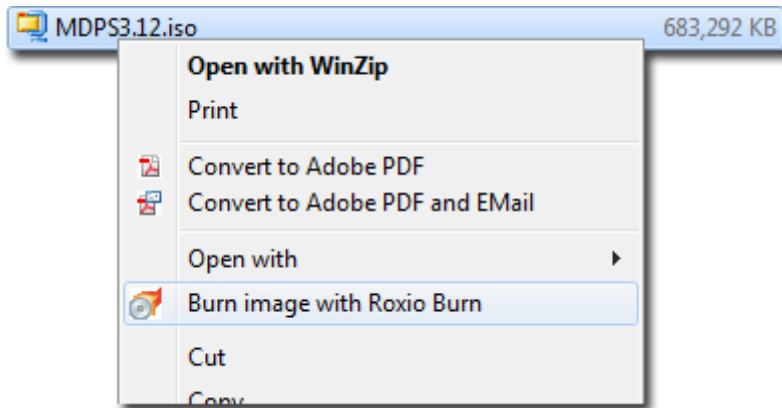 MDPS3.12.iso 683,292 KB
Open with WinZip
Print
Convert to Adobe PDF
Convert to Adobe PDF and EMail
Open with
Burn image with Roxio Burn
Cut
Copy